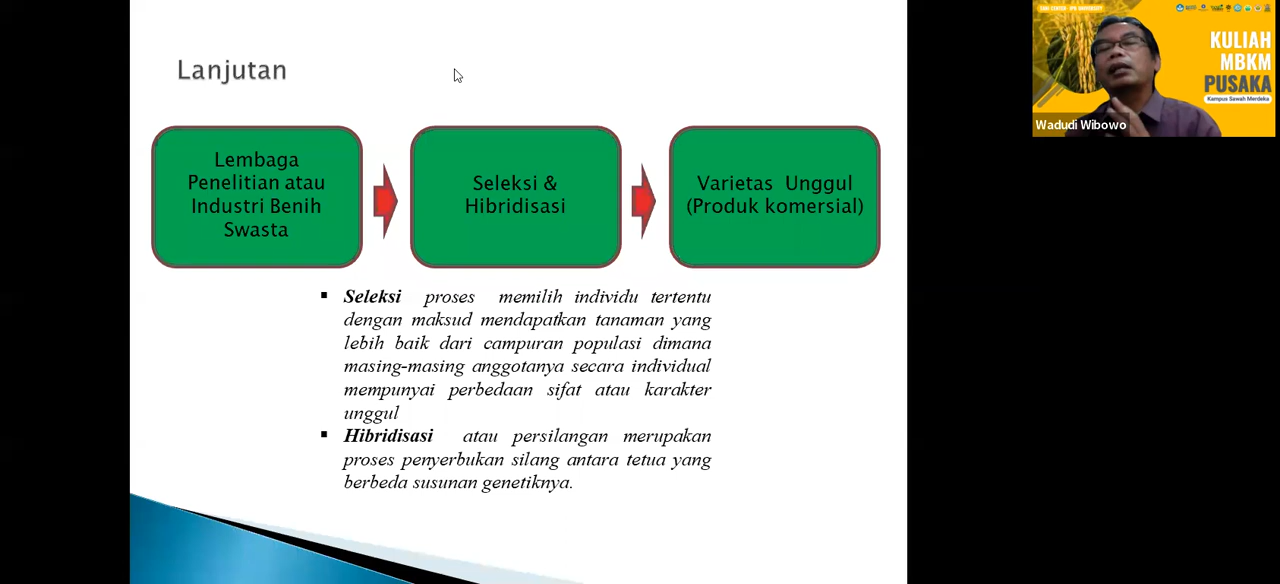 Lanjutan
Lembaga
Penelitian atau
Industri Benih
Swasta
Seleksi &
Hibridisasi
Varietas Unggul
(Produk komersial)
▪ Seleksi proses memilih individu tertentu
dengan maksud mendapatkan tanaman yang
lebih baik dari campuran populasi dimana
masing-masing anggotanya secara individual
mempunyai perbedaan sifat atau karakter
unggul
▪ Hibridisasi atau persilangan merupakan
proses penyerbukan silang antara tetua yang
berbeda susunan genetiknya.
KULIAH
MBKM
PUSAKA
Kampus Sawah Merdeka
Wadudi Wibowo